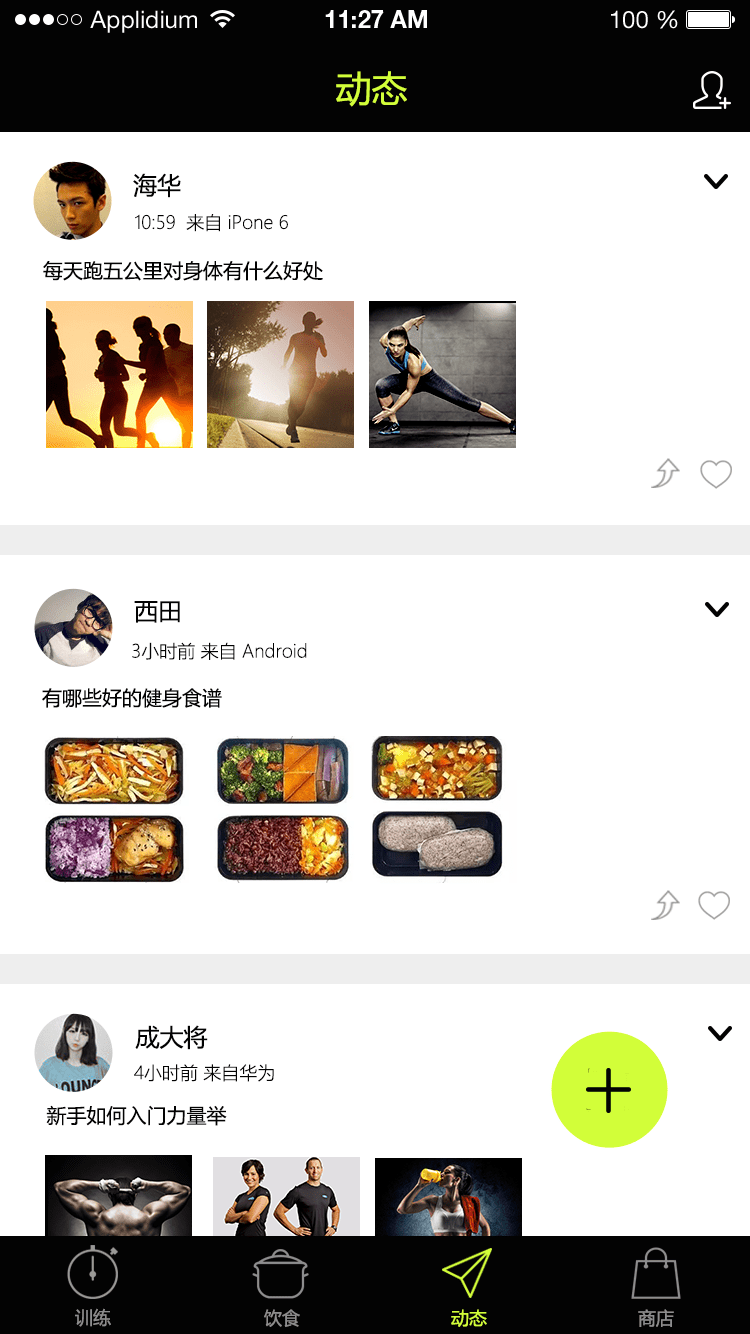 Applidium 11:27 AM 100 %
动态
海华
10:59 来自 iPone 6
每天跑五公里对身体有什么好处
西田
3小时前 来自 Android
有哪些好的健身食谱
成大将
4小时前 来自华为
新手如何入门力量举
训练 饮食 动态 商店